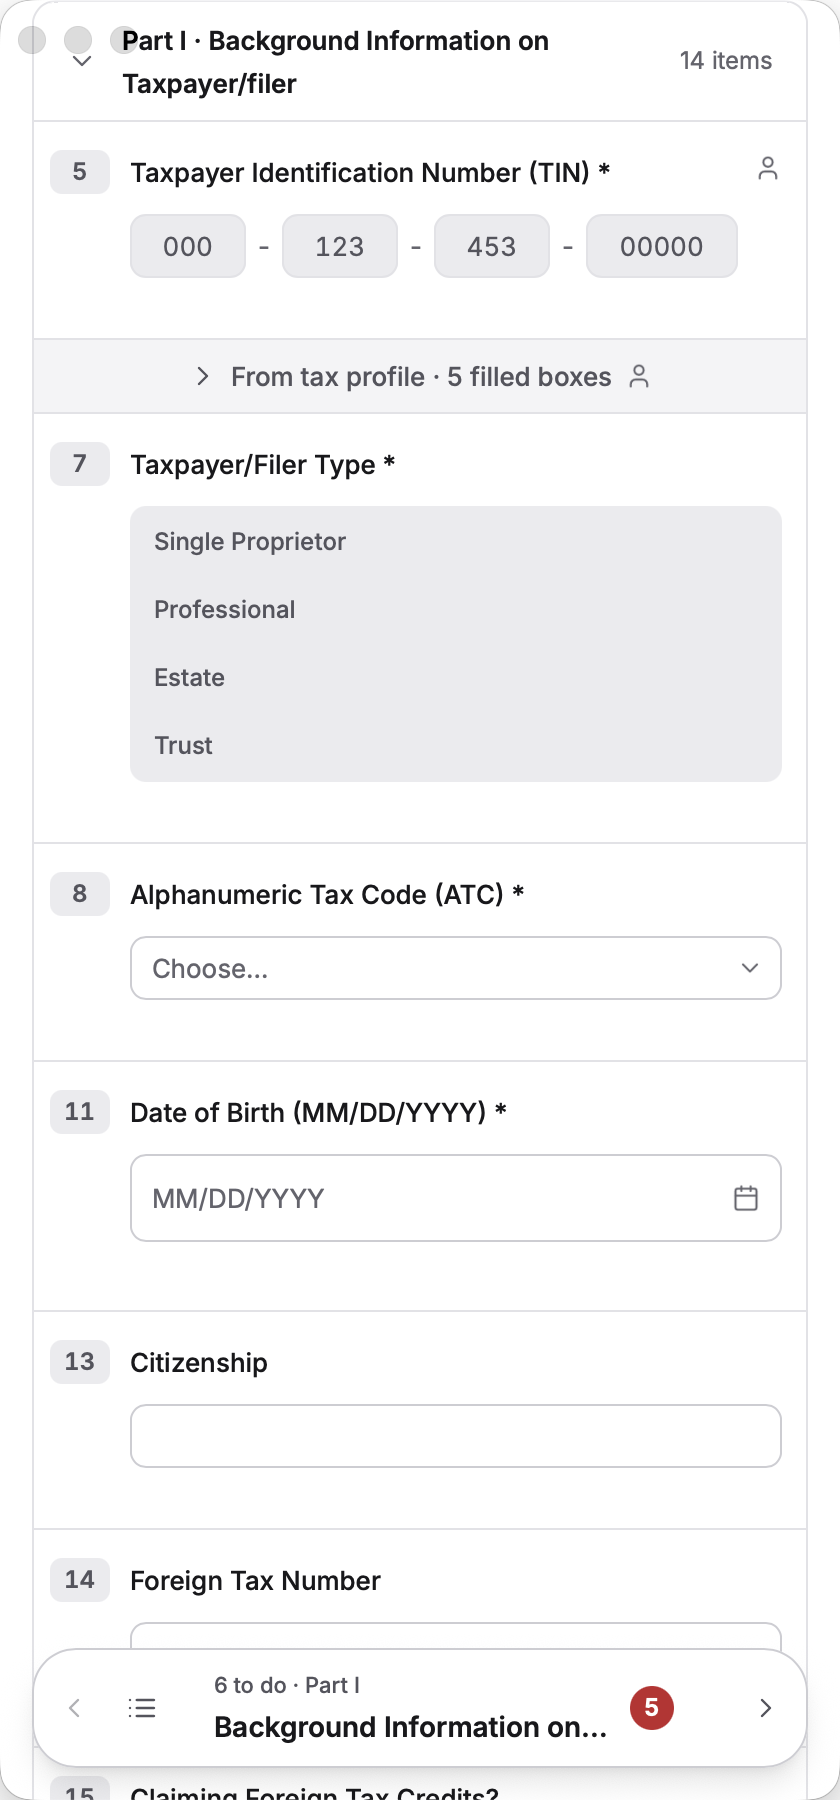 Part I · Background Information on
Taxpayer/filer
14 items
5
Taxpayer Identification Number (TIN) *
000 - 123 - 453 - 00000
From tax profile · 5 filled boxes
7
Taxpayer/Filer Type *
Single Proprietor
Professional
Estate
Trust
8
Alphanumeric Tax Code (ATC) *
Choose...
11
Date of Birth (MM/DD/YYYY) *
MM/DD/YYYY
13
Citizenship
14
Foreign Tax Number
6 to do · Part I
Background Information on...
5
15
Claiming Foreign Tax Credits?